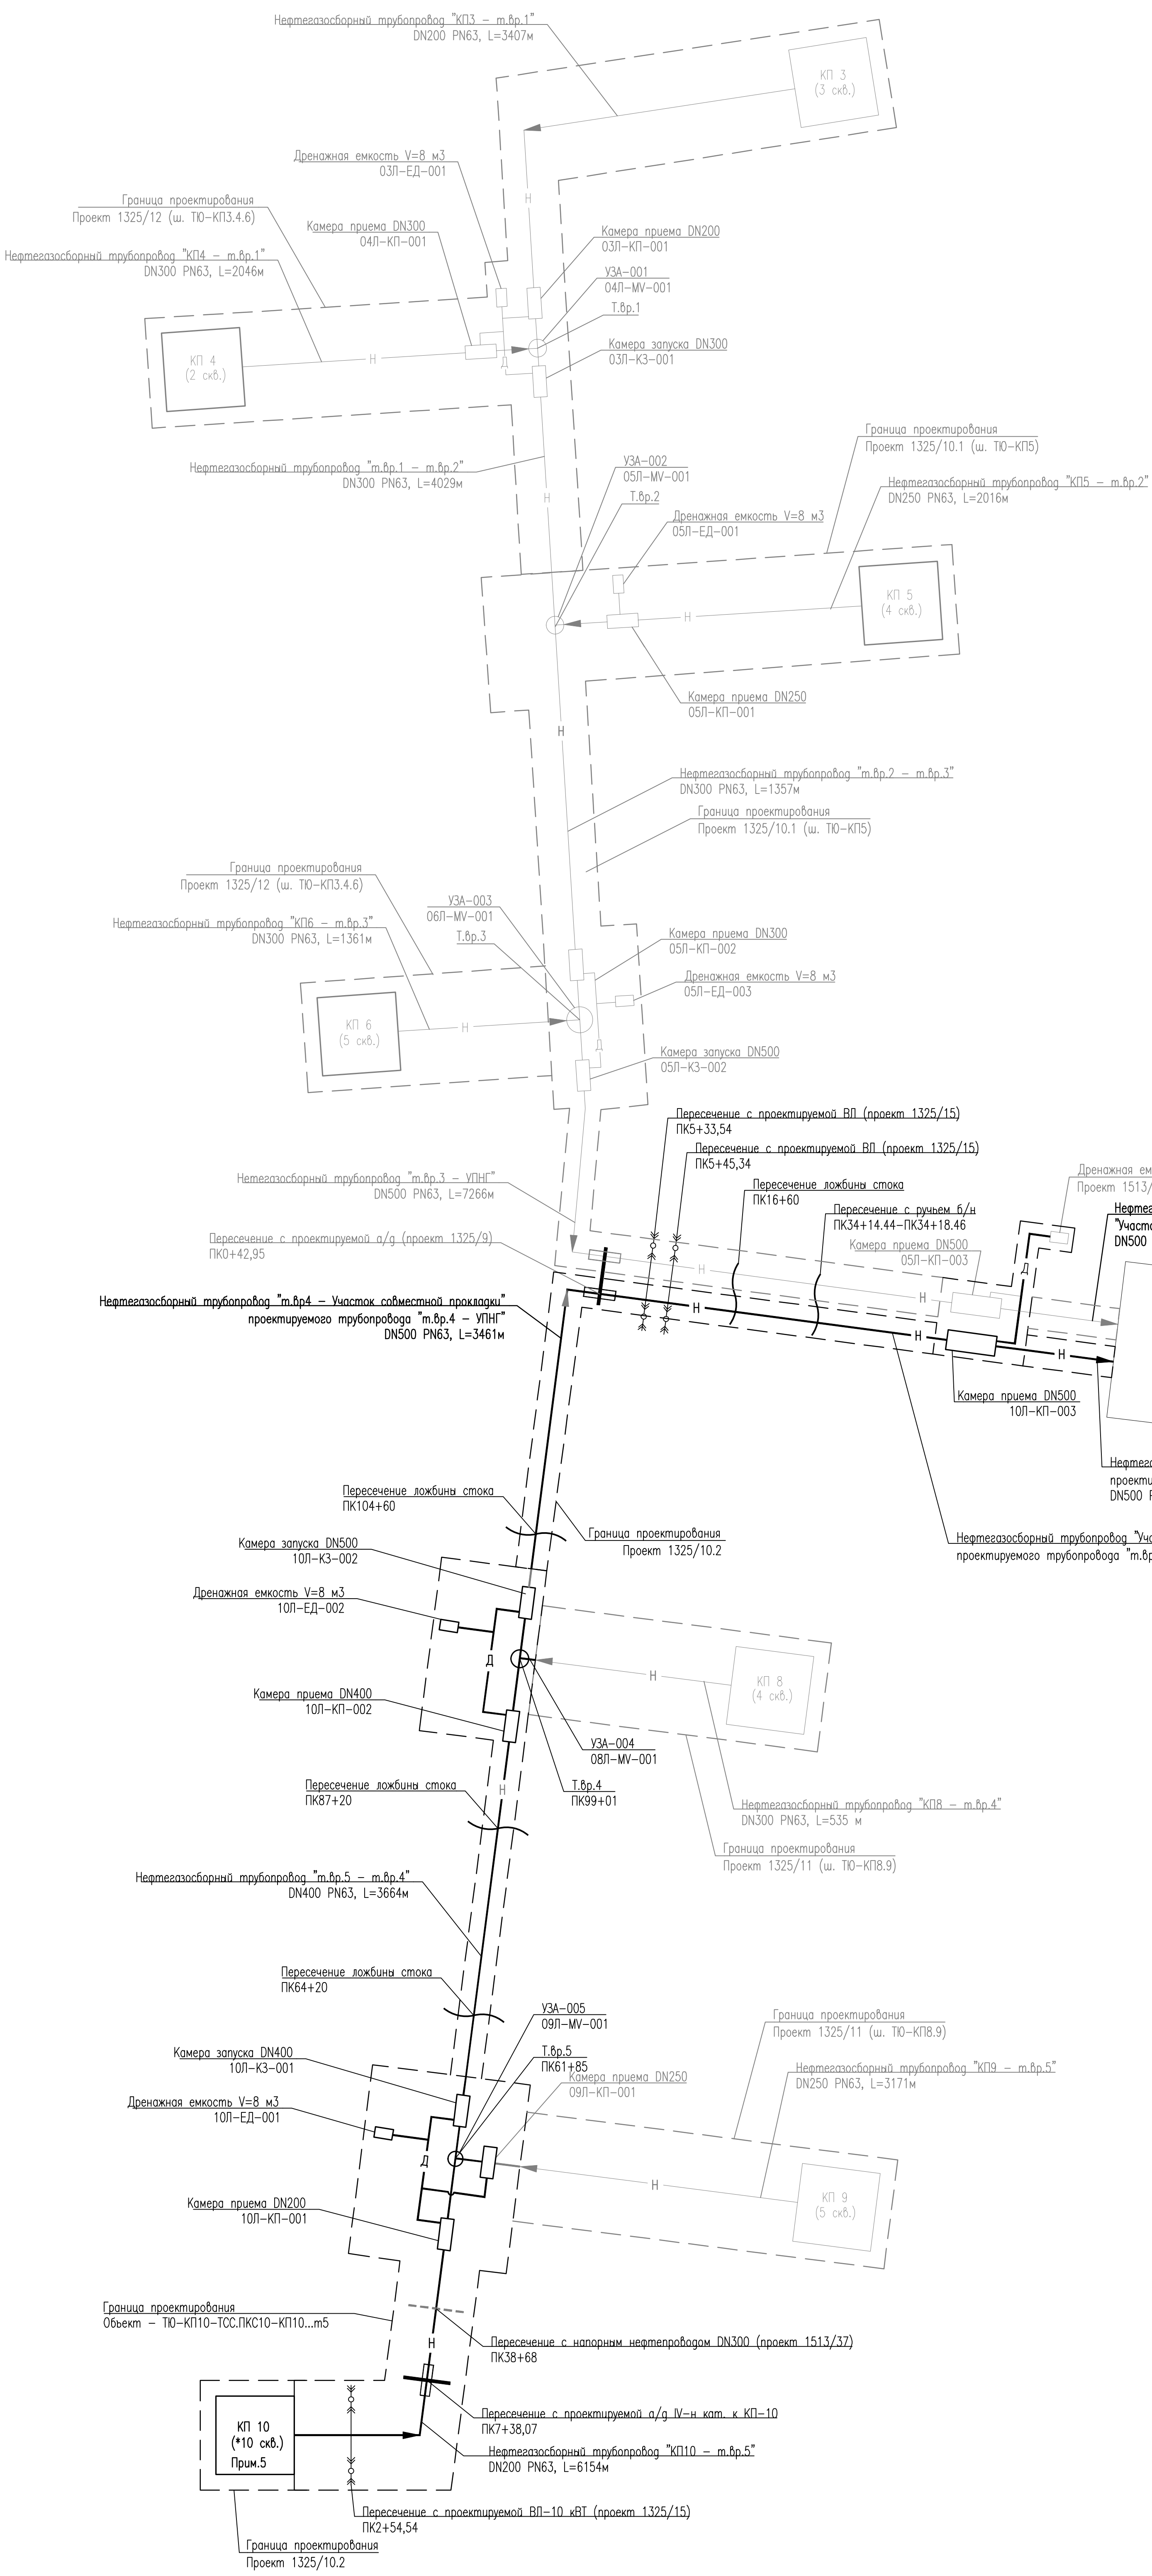 Нефтегазосборный трубопровод "КП3 – т.вр.1"
DN200 PN63, L=3407м
КП 3
(3 скв.)
Дренажная емкость V=8 м3
03Л-ЕД-001
Граница проектирования
Проект 1325/12 (ш. ТЮ-КП3.4.6)
Камера приема DN300
04Л-КП-001
Камера приема DN200
03Л-КП-001
Нефтегазосборный трубопровод "КП4 – т.вр.1"
DN300 PN63, L=2046м
УЗА-001
04Л-MV-001
Т.вр.1
Камера запуска DN300
03Л-КЗ-001
Н
КП 4
(2 скв.)
Н
Д
Граница проектирования
Проект 1325/10.1 (ш. ТЮ-КП5)
Нефтегазосборный трубопровод "т.вр.1 – т.вр.2"
DN300 PN63, L=4029м
УЗА-002
05Л-MV-001
Т.вр.2
Нефтегазосборный трубопровод "КП5 – т.вр.2"
DN250 PN63, L=2016м
Н
Дренажная емкость V=8 м3
05Л-ЕД-001
КП 5
(4 скв.)
Н
Камера приема DN250
05Л-КП-001
Н
Нефтегазосборный трубопровод "т.вр.2 – т.вр.3"
DN300 PN63, L=1357м
Граница проектирования
Проект 1325/10.1 (ш. ТЮ-КП5)
Граница проектирования
Проект 1325/12 (ш. ТЮ-КП3.4.6)
УЗА-003
06Л-MV-001
Т.вр.3
Нефтегазосборный трубопровод "КП6 – т.вр.3"
DN300 PN63, L=1361м
Камера приема DN300
05Л-КП-002
Дренажная емкость V=8 м3
05Л-ЕД-003
КП 6
(5 скв.)
Н
Д
Камера запуска DN500
05Л-КЗ-002
Пересечение с проектируемой ВЛ (проект 1325/15)
ПК5+33,54
Пересечение с проектируемой ВЛ (проект 1325/15)
ПК5+45,34
Нетегазосборный трубопровод "т.вр.3 – УПНГ"
DN500 PN63, L=7266м
Пересечение ложбины стока
ПК16+60
Пересечение с ручьем б/н
ПК34+14.44-ПК34+18.46
Дренажная ем
Проект 1513/
Нефтега
"Участо
DN500
Камера приема DN500
05Л-КП-003
Пересечение с проектируемой а/д (проект 1325/9)
ПК0+42,95
Н
Н
Д
Нефтегазосборный трубопровод "т.вр4 – Участок совместной прокладки"
проектируемого трубопровода "т.вр.4 – УПНГ"
DN500 PN63, L=3461м
Н
Н
Н
Камера приема DN500
10Л-КП-003
Нефтега
проекти
DN500 P
Пересечение ложбины стока
ПК104+60
Граница проектирования
Проект 1325/10.2
Нефтегазосборный трубопровод "Уча
проектируемого трубопровода "т.в
Камера запуска DN500
10Л-КЗ-002
Дренажная емкость V=8 м3
10Л-ЕД-002
Д
Н
КП 8
(4 скв.)
Камера приема DN400
10Л-КП-002
УЗА-004
08Л-MV-001
Т.вр.4
ПК99+01
Пересечение ложбины стока
ПК87+20
Н
Нефтегазосборный трубопровод "КП8 – т.вр.4"
DN300 PN63, L=535 м
Граница проектирования
Проект 1325/11 (ш. ТЮ-КП8.9)
Нефтегазосборный трубопровод "т.вр.5 – т.вр.4"
DN400 PN63, L=3664м
Пересечение ложбины стока
ПК64+20
УЗА-005
09Л-MV-001
Т.вр.5
ПК61+85
Камера приема DN250
09Л-КП-001
Граница проектирования
Проект 1325/11 (ш. ТЮ-КП8.9)
Нефтегазосборный трубопровод "КП9 – т.вр.5"
DN250 PN63, L=3171м
Камера запуска DN400
10Л-КЗ-001
Дренажная емкость V=8 м3
10Л-ЕД-001
Д
Н
КП 9
(5 скв.)
Камера приема DN200
10Л-КП-001
Граница проектирования
Объект – ТЮ-КП10-ТСС.ПКС10-КП10...т5
Пересечение с напорным нефтепроводом DN300 (проект 1513/37)
ПК38+68
Н
Пересечение с проектируемой а/д IV-н кат. к КП-10
ПК7+38,07
КП 10
(*10 скв.)
Прим.5
Нефтегазосборный трубопровод "КП10 – т.вр.5"
DN200 PN63, L=6154м
Пересечение с проектируемой ВЛ-10 кВТ (проект 1325/15)
ПК2+54,54
Граница проектирования
Проект 1325/10.2